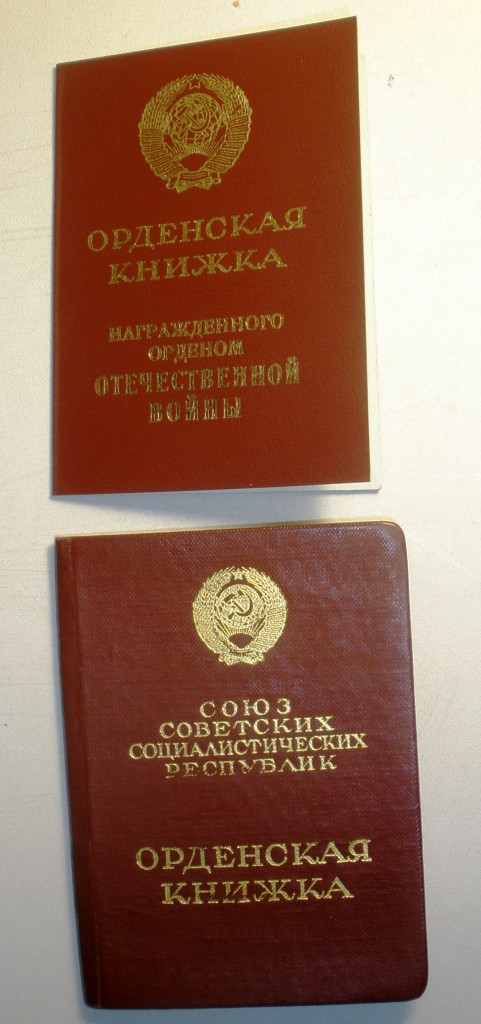 ОРДЕНСКАЯ
КНИЖКА
НАГРАЖДЕННОГО
ОРДЕНОМ
ОТЕЧЕСТВЕННОЙ
ВОЙНЫ
СОЮЗ
СОВЕТСКИХ
СОЦИАЛИСТИЧЕСКИХ
РЕСПУБЛИК
ОРДЕНСКАЯ
КНИЖКА